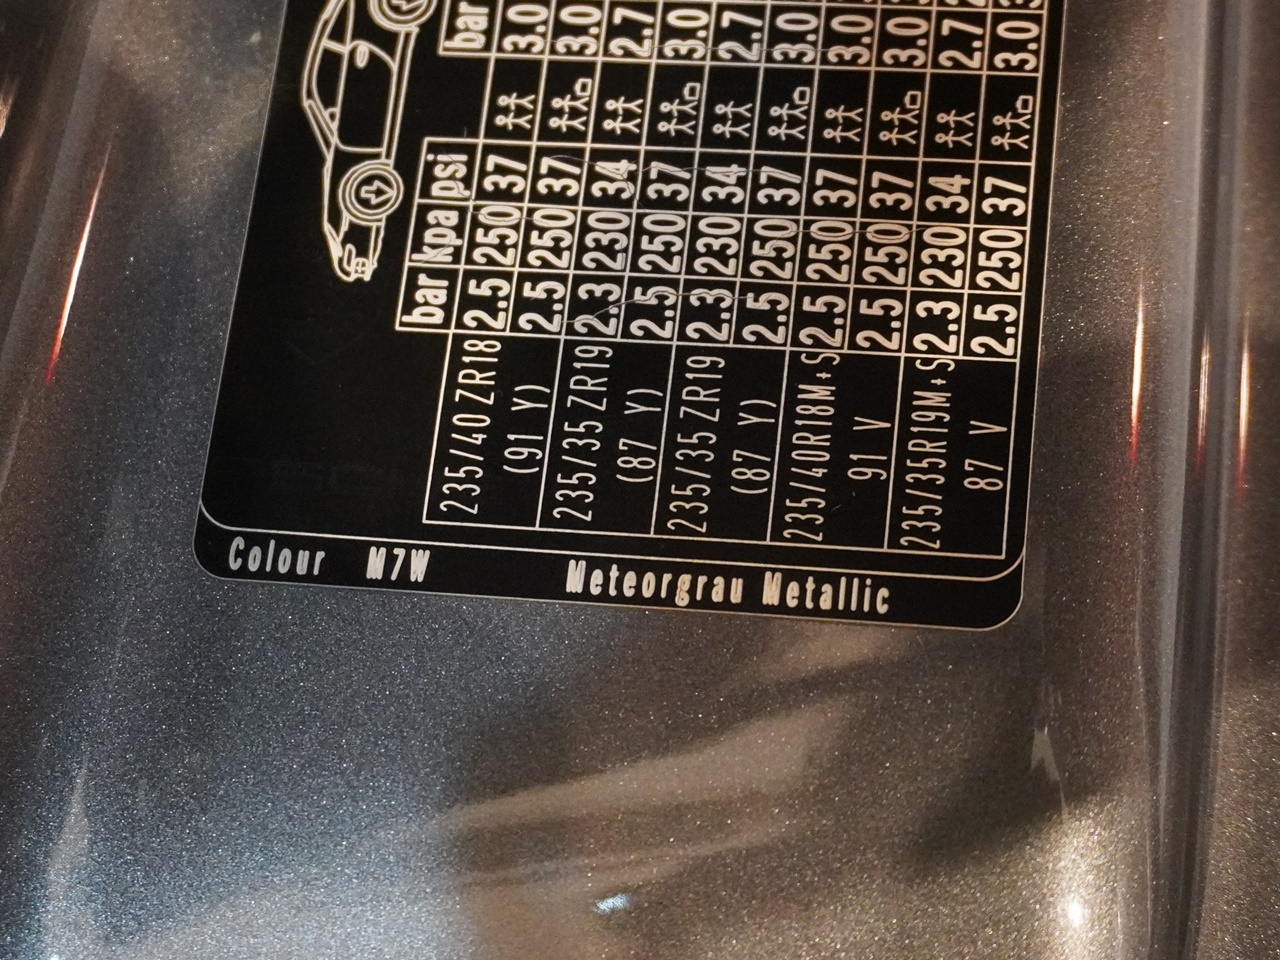 bar kpa psi bar
235/40 ZR18 2.5 250 37 3.0
(91 Y) 2.5 250 37 3.0
235/35 ZR19 2.3 230 34 2.7
(87 Y) 2.5 250 37 3.0
235/35 ZR19 2.3 230 34 2.7
(87 Y) 2.5 250 37 3.0
235/40R18M+S 2.5 250 37 3.0
91 V 2.5 250 37 3.0
235/35R19M+S 2.3 230 34 2.7
87 V 2.5 250 37 3.0
Colour M7W Meteorgrau Metallic